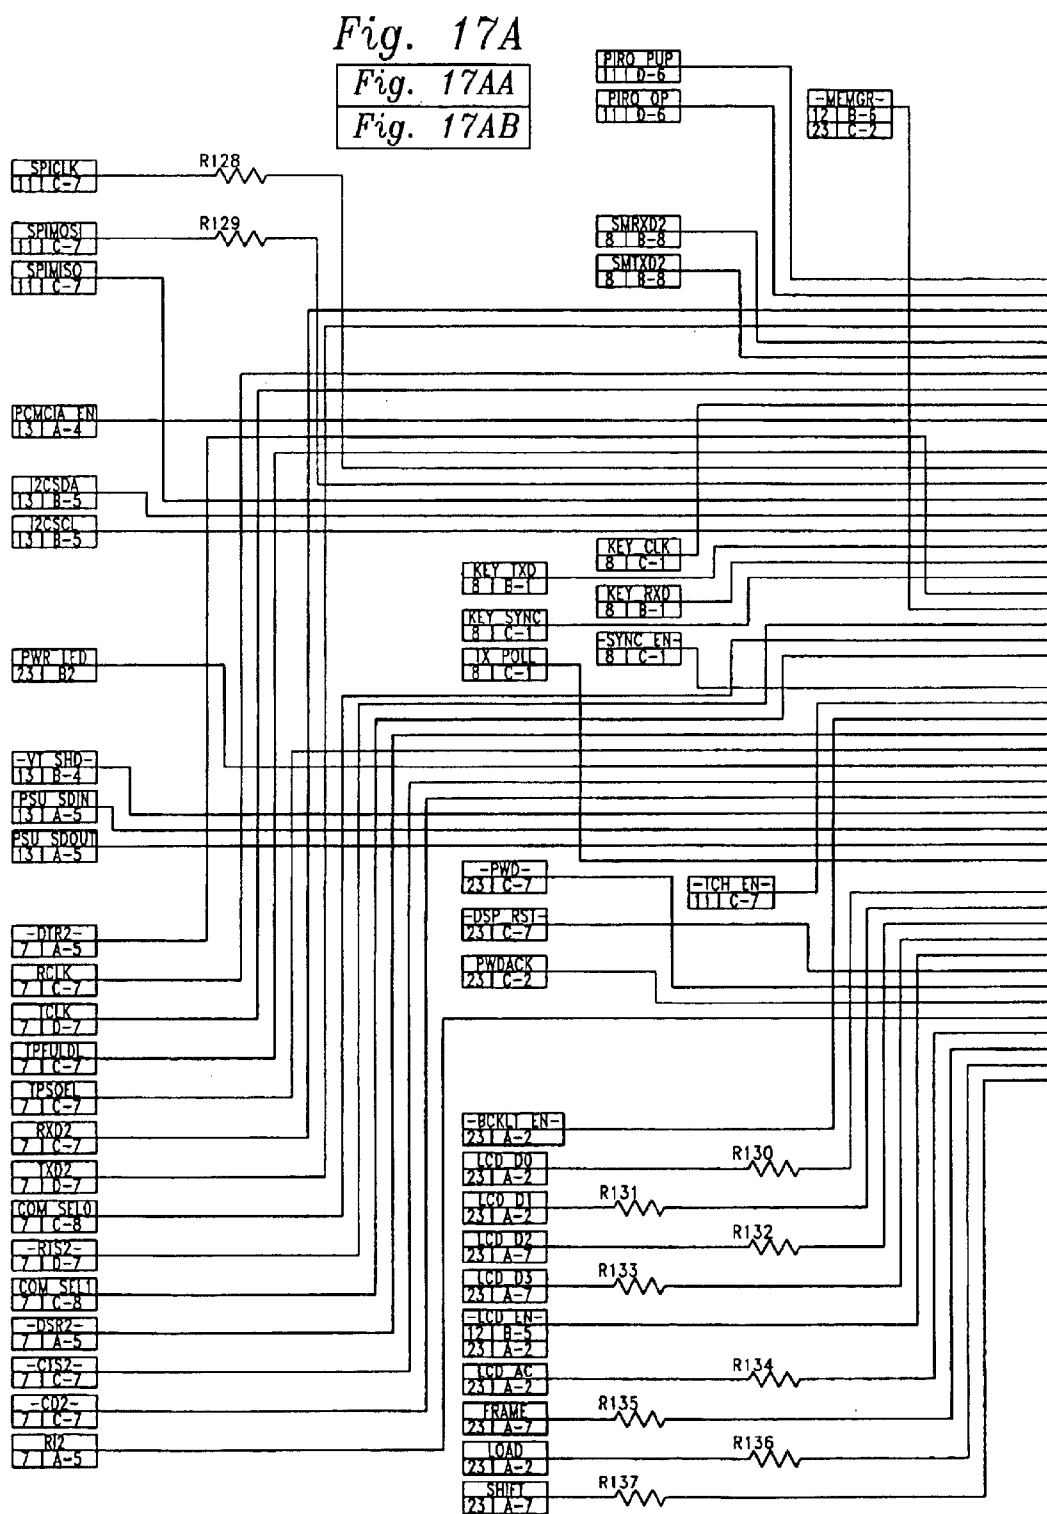 Fig. 17A
Fig. 17AA
Fig. 17AB
PIRQ PUP
11 D-6
PIRQ OP
11 D-6
-MEMGR-
12 B-6
23 C-2
SPICLK
11 C-7
R128
SPIMOSI
11 C-7
R129
SPIMISO
11 C-7
SMRXD2
8 B-8
SMTXD2
8 B-8
PCMCIA EN
13 A-4
I2CSDA
13 B-5
I2CSCL
13 B-5
KEY CLK
8 C-1
KEY TXD
8 B-1
KEY RXD
8 B-1
KEY SYNC
8 C-1
-SYNC EN-
8 C-1
TX POLL
8 C-1
PWR LED
23 B2
-VT SHD-
13 B-4
PSU SDIN
13 A-5
PSU SDOUT
13 A-5
-PWD-
23 C-7
-TCH EN-
11 C-7
-DSP RST-
23 C-7
PWDACK
23 C-2
-DTR2-
7 A-5
RCLK
7 C-7
TCLK
7 D-7
TPFULDL
7 C-7
TPSQEL
7 C-7
RXD2
7 C-7
TXD2
7 D-7
COM SEL0
7 C-8
-RTS2-
7 D-7
COM SEL1
7 C-8
-DSR2-
7 A-5
-CTS2-
7 C-7
-CD2-
7 C-7
RI2
7 A-5
-BCKLT EN-
23 A-2
LCD D0
23 A-2
R130
LCD D1
23 A-2
R131
LCD D2
23 A-7
R132
LCD D3
23 A-7
R133
-LCD EN-
12 B-5
23 A-2
LCD AC
23 A-2
R134
FRAME
23 A-7
R135
LOAD
23 A-2
R136
SHIFT
23 A-7
R137